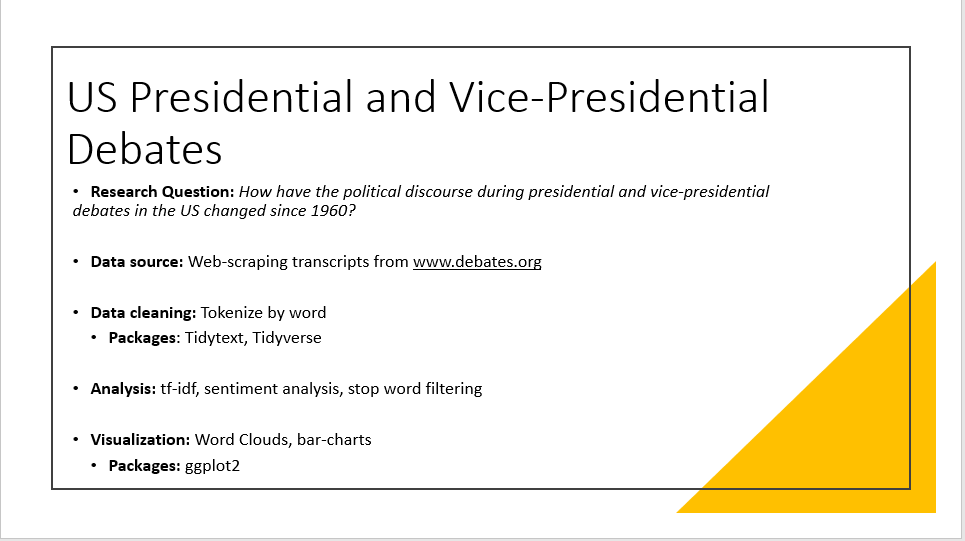 US Presidential and Vice-Presidential
Debates
• Research Question: How have the political discourse during presidential and vice-presidential
debates in the US changed since 1960?
• Data source: Web-scraping transcripts from www.debates.org
• Data cleaning: Tokenize by word
• Packages: Tidytext, Tidyverse
• Analysis: tf-idf, sentiment analysis, stop word filtering
• Visualization: Word Clouds, bar-charts
• Packages: ggplot2